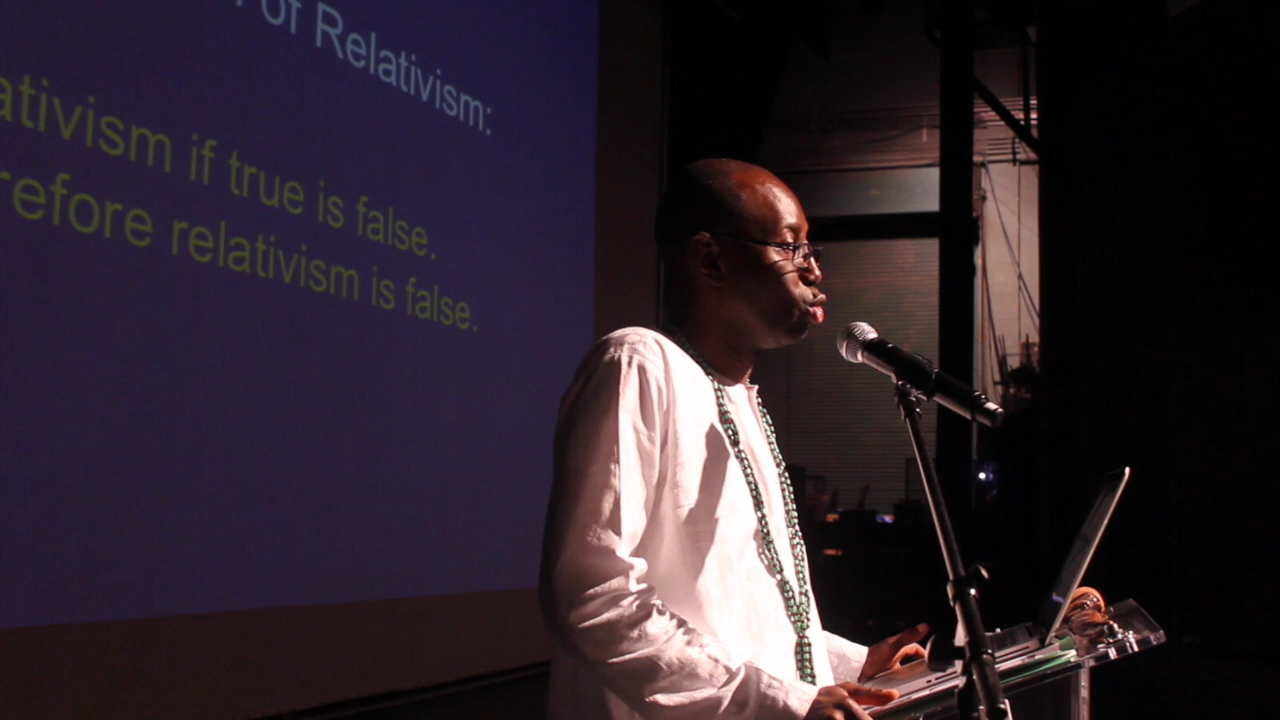 of Relativism:
ativism if true is false.
refore relativism is false.